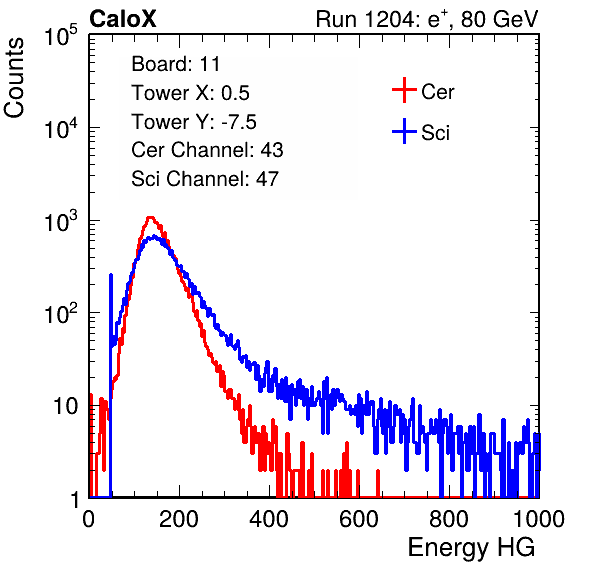 CaloX Run 1204: e⁺, 80 GeV
Counts
10⁵
10⁴
10³
10²
10
1
Board: 11
Tower X: 0.5
Tower Y: -7.5
Cer Channel: 43
Sci Channel: 47
Cer
Sci
0 200 400 600 800 1000
Energy HG